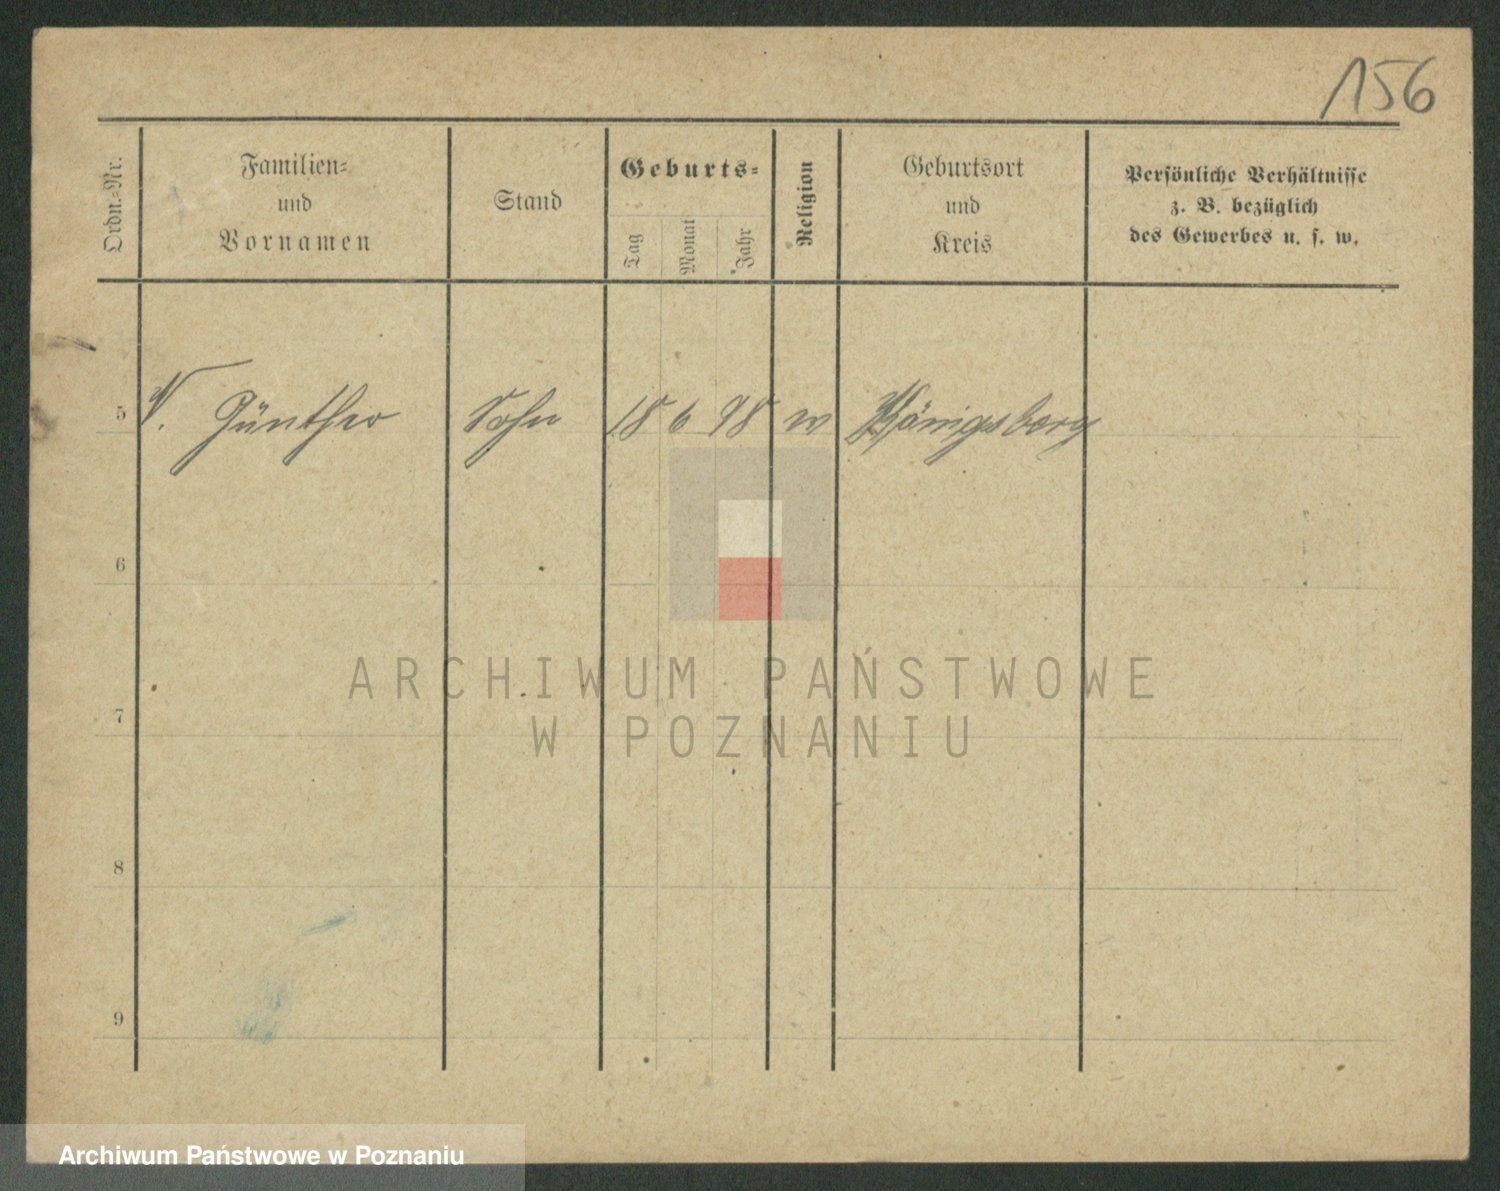 156
Ordn.-Nr.
Familien-
und
Vornamen
Stand
Geburts-
Tag
Monat
Jahr
Religion
Geburtsort
und
Kreis
Persönliche Verhältnisse
z. B. bezüglich
des Gewerbes u. s. w.
5 Günther Sohn 18 6 98 Königsberg
6
7
8
9
ARCHIWUM PAŃSTWOWE
W POZNANIU
Archiwum Państwowe w Poznaniu